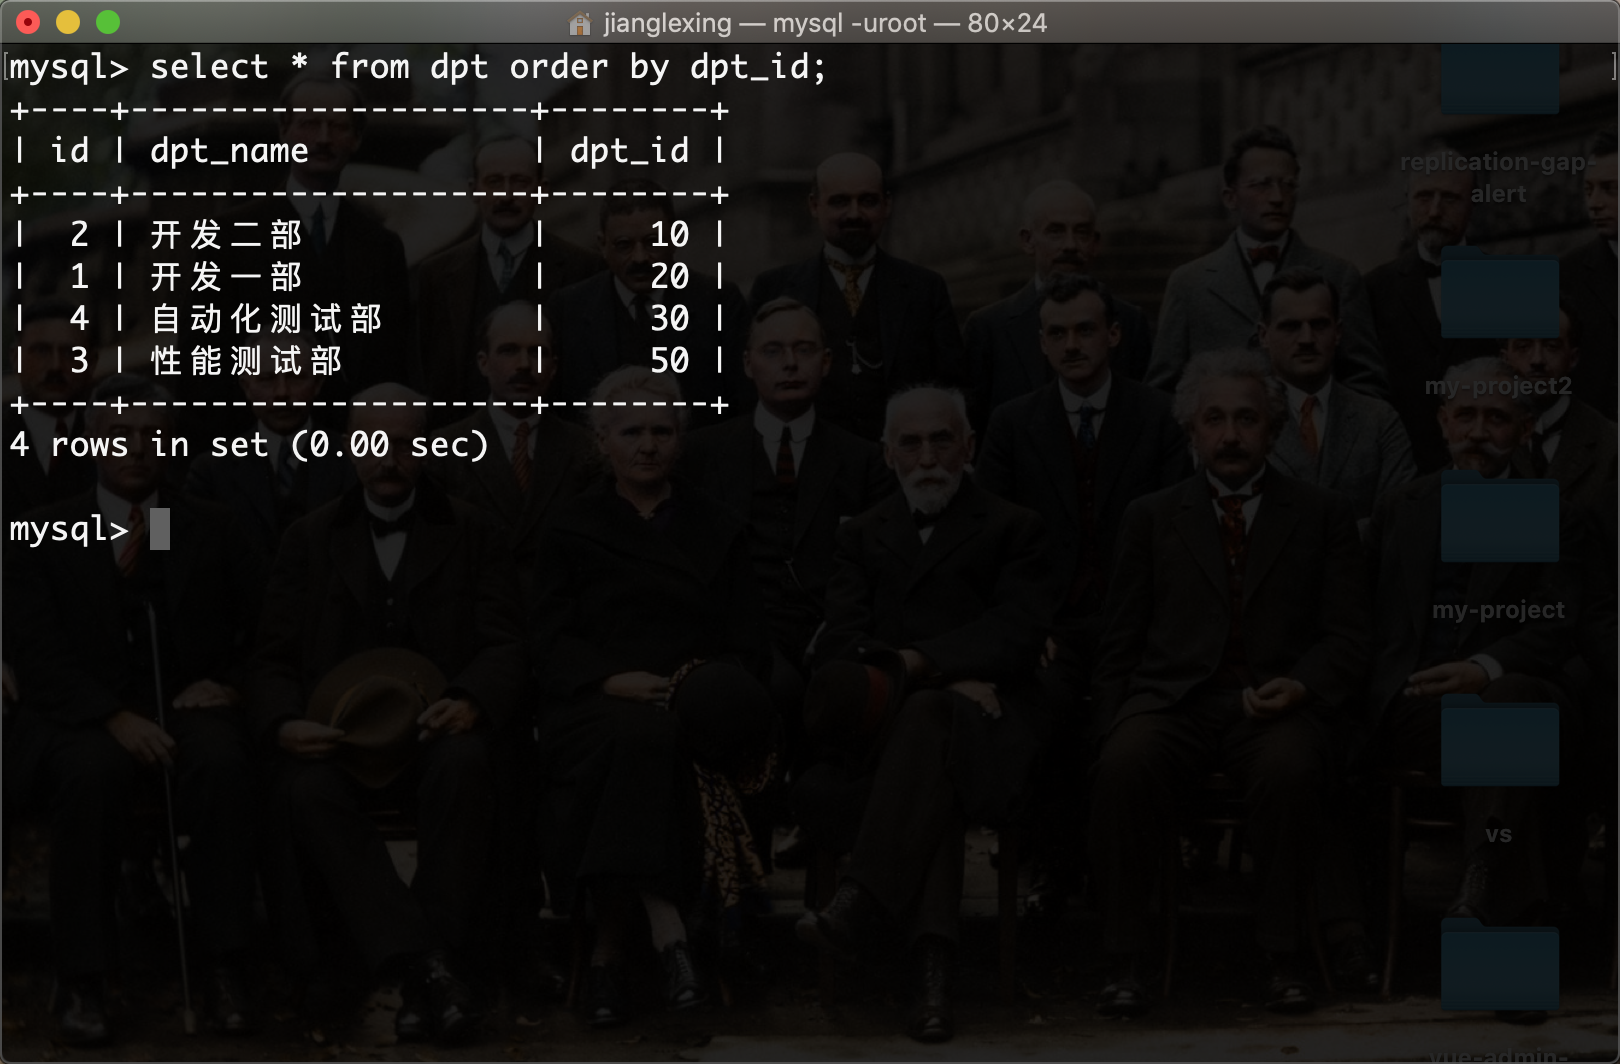 jianglexing — mysql -uroot — 80×24
mysql> select * from dpt order by dpt_id;
+----+--------------------+--------+
| id | dpt_name           | dpt_id |
+----+--------------------+--------+
|  2 | 开发二部            |     10 |
|  1 | 开发一部            |     20 |
|  4 | 自动化测试部        |     30 |
|  3 | 性能测试部          |     50 |
+----+--------------------+--------+
4 rows in set (0.00 sec)
mysql>
replication-gap-
alert
my-project2
my-project
vs
vue-admin-